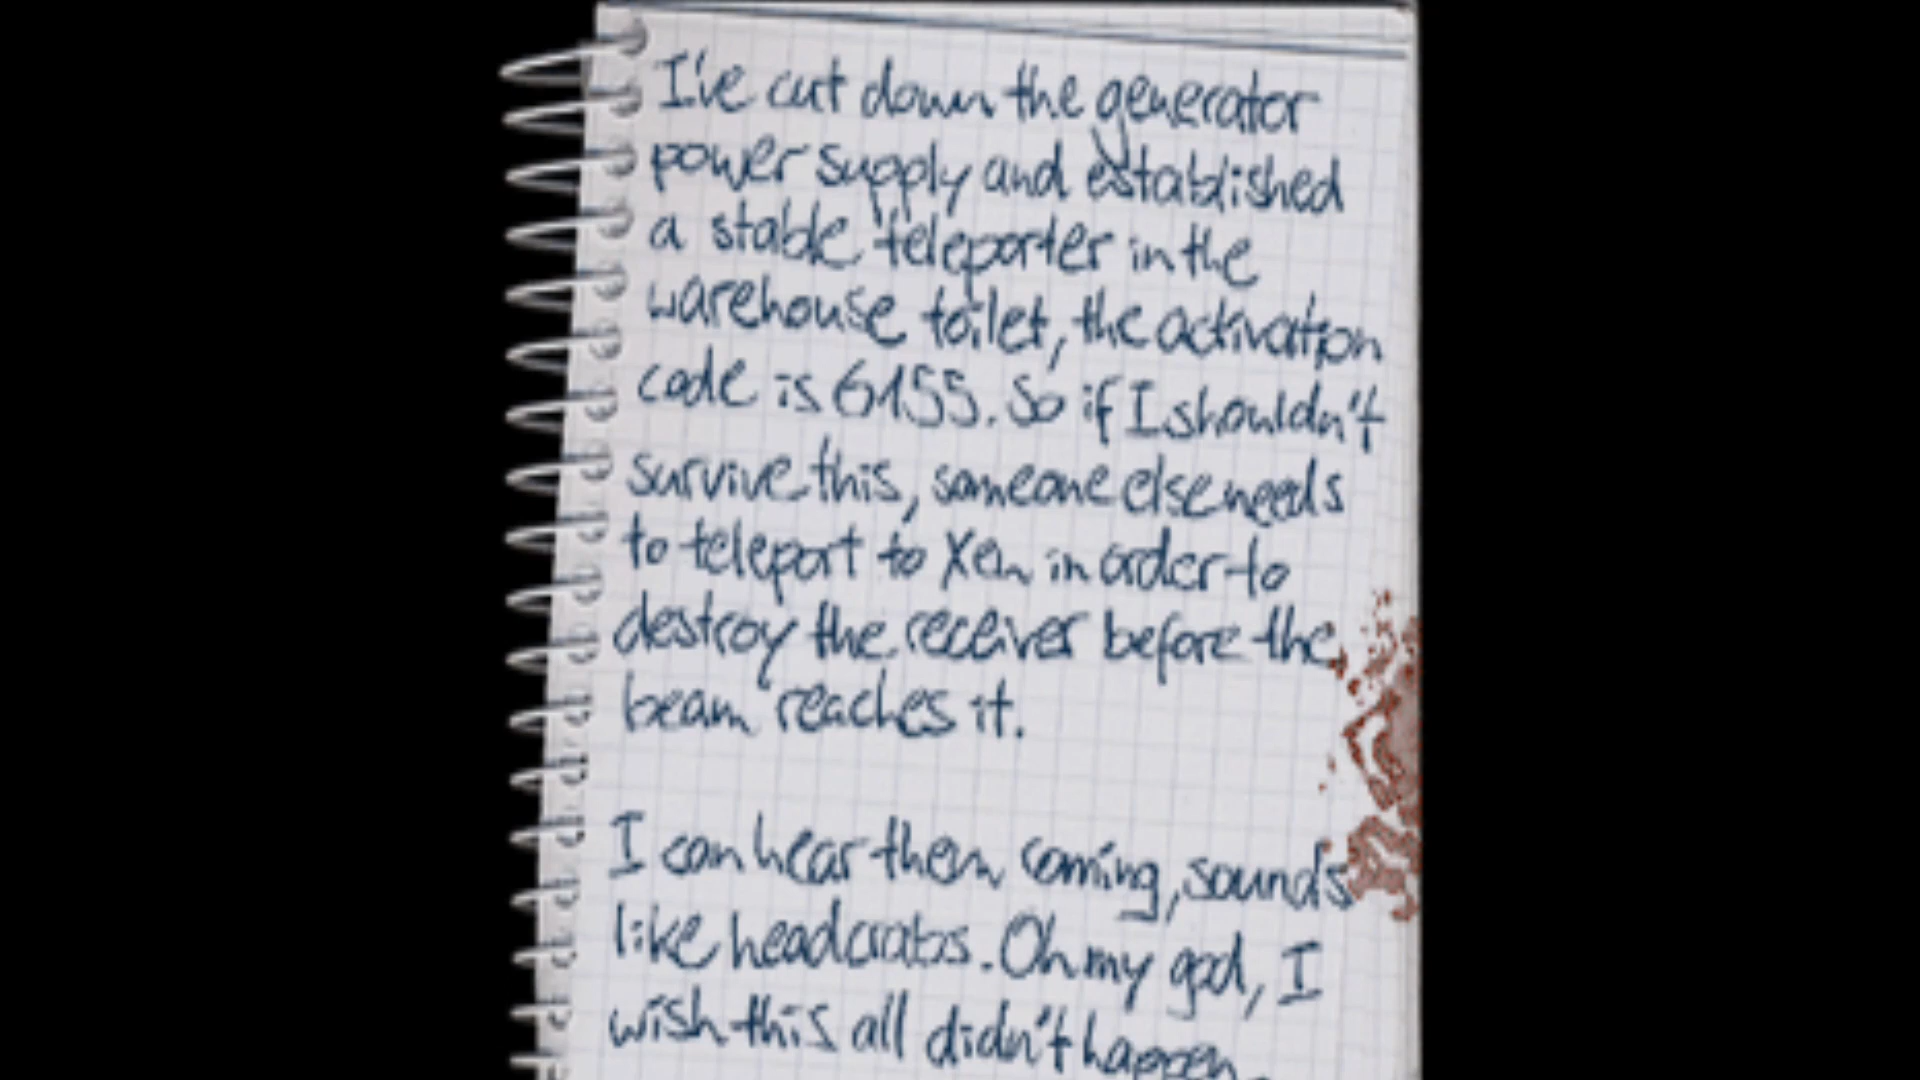 I've cut down the generator
power supply and established
a stable teleporter in the
warehouse toilet, the activation
code is 6155. So if I shouldn't
survive this, someone else needs
to teleport to Xen in order to
destroy the receiver before the
beam reaches it.
I can hear them coming, sounds
like headcrabs. Oh my god, I
wish this all didn't happen.